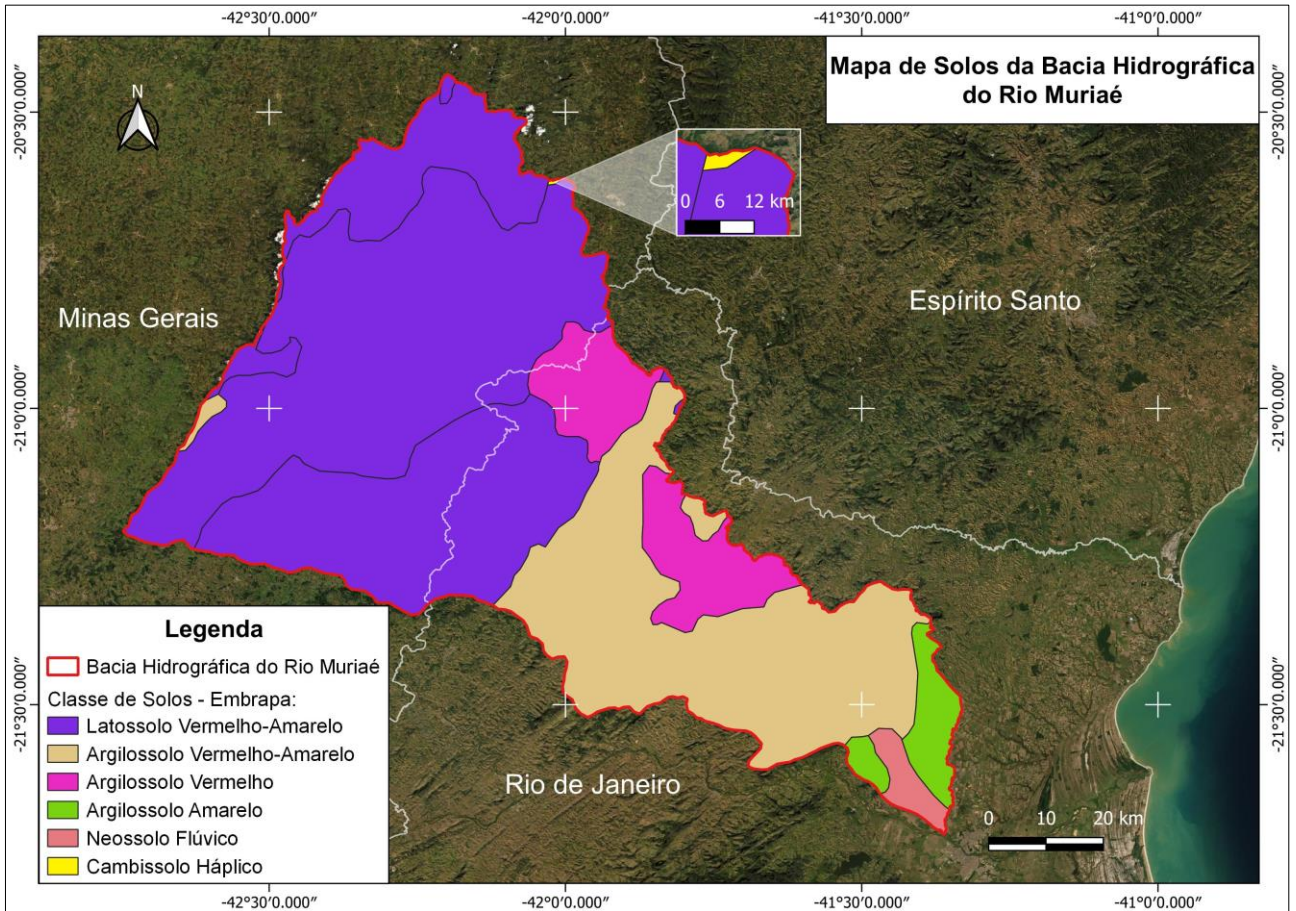 -42°30'0.000"
-42°0'0.000"
-41°30'0.000"
-41°0'0.000"
Mapa de Solos da Bacia Hidrográfica
do Rio Muriaé
N
-20°30'0.000"
-20°30'0.000"
0 6 12 km
Minas Gerais
Espírito Santo
-21°0'0.000"
-21°0'0.000"
Legenda
Bacia Hidrográfica do Rio Muriaé
Classe de Solos - Embrapa:
Latossolo Vermelho-Amarelo
Argilossolo Vermelho-Amarelo
Argilossolo Vermelho
Argilossolo Amarelo
Neossolo Flúvico
Cambissolo Háplico
-21°30'0.000"
-21°30'0.000"
Rio de Janeiro
0 10 20 km
-42°30'0.000"
-42°0'0.000"
-41°30'0.000"
-41°0'0.000"